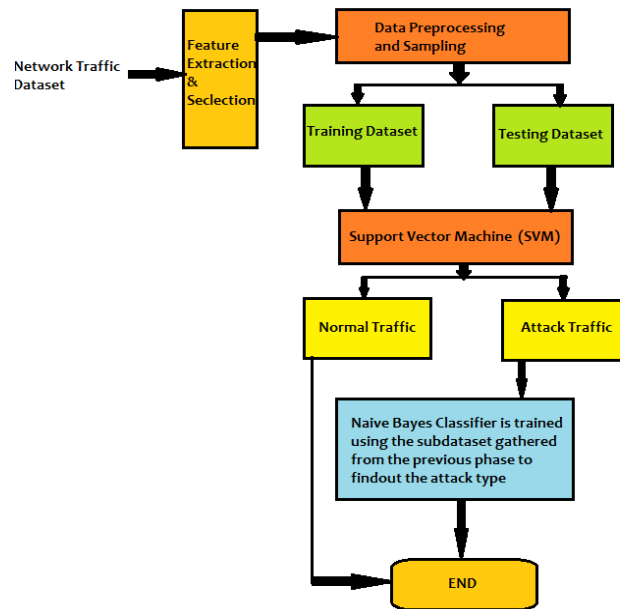 Network Traffic
Dataset
Feature
Extraction
&
Seclection
Data Preprocessing
and Sampling
Training Dataset
Testing Dataset
Support Vector Machine (SVM)
Normal Traffic
Attack Traffic
Naive Bayes Classifier is trained
using the subdataset gathered
from the previous phase to
findout the attack type
END